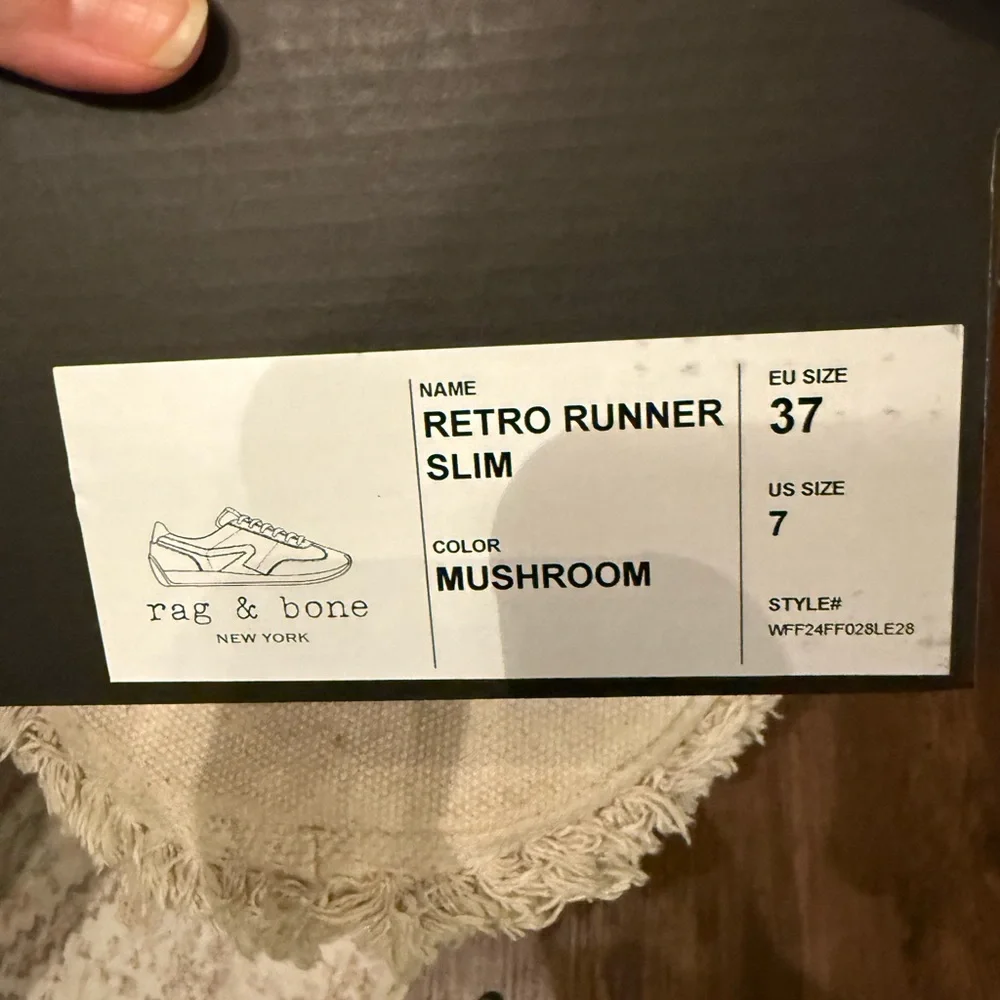 NAME
RETRO RUNNER
SLIM
COLOR
MUSHROOM
EU SIZE
37
US SIZE
7
STYLE#
WFF24FF028LE28
rag & bone
NEW YORK